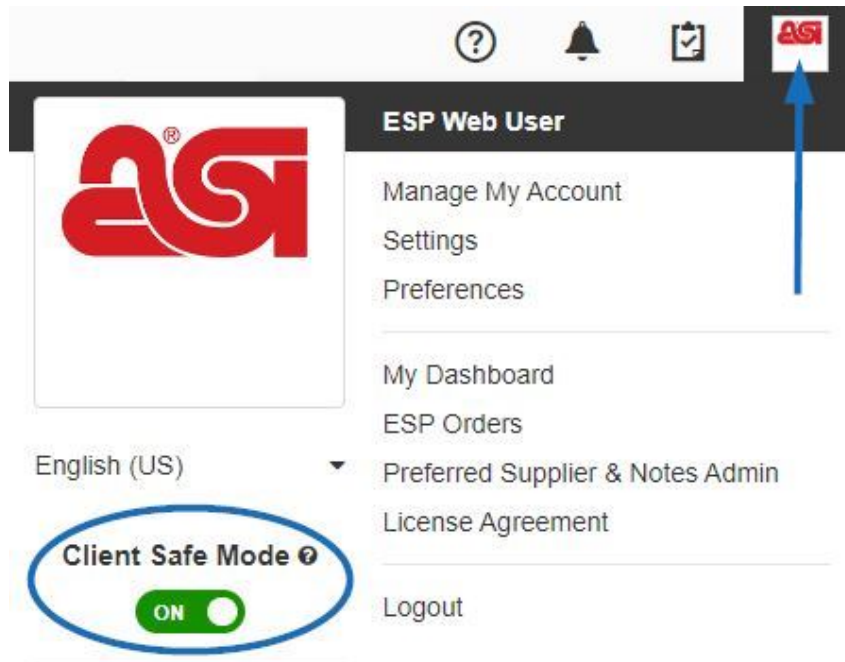 asi
ESP Web User
asi®
Manage My Account
Settings
Preferences
My Dashboard
ESP Orders
English (US)
Preferred Supplier & Notes Admin
License Agreement
Client Safe Mode ?
ON
Logout